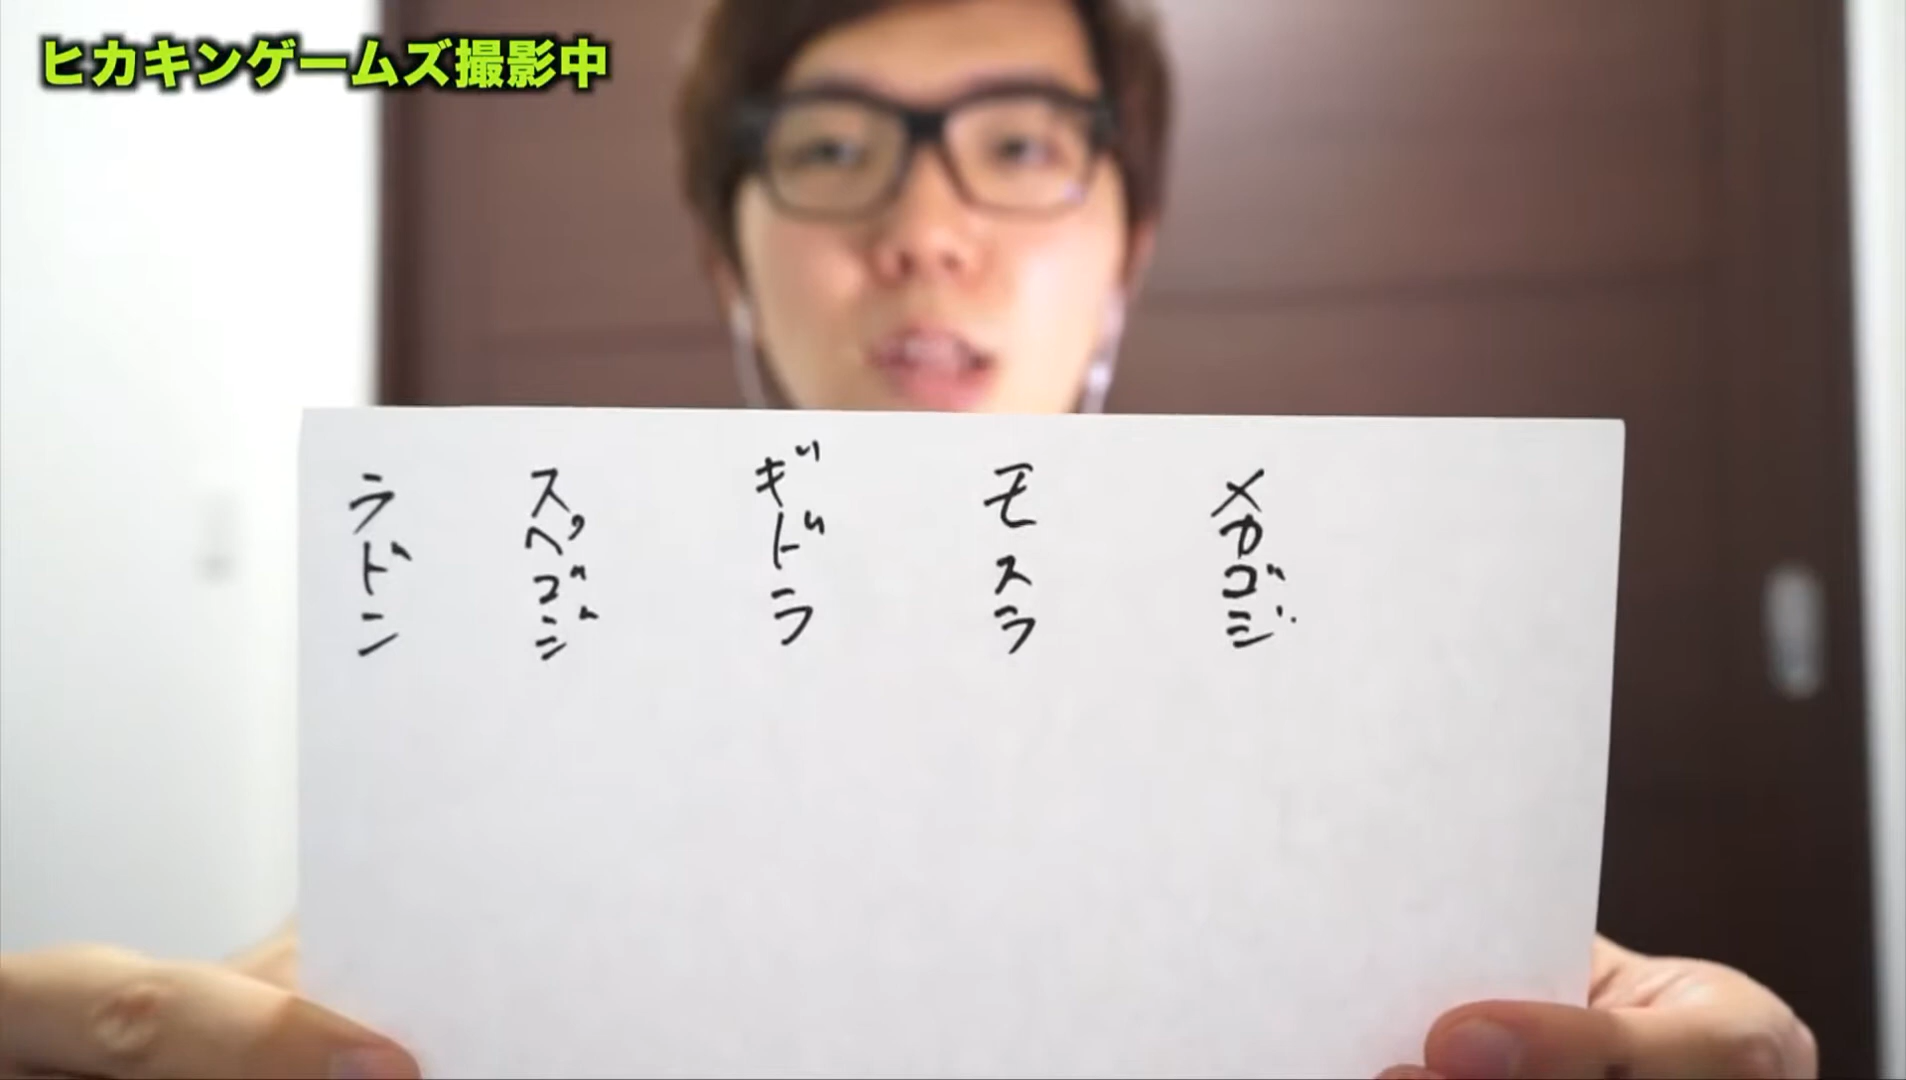 ヒカキンゲームズ撮影中
メカゴジ
モスラ
ギドラ
スペゴジ
ラドン